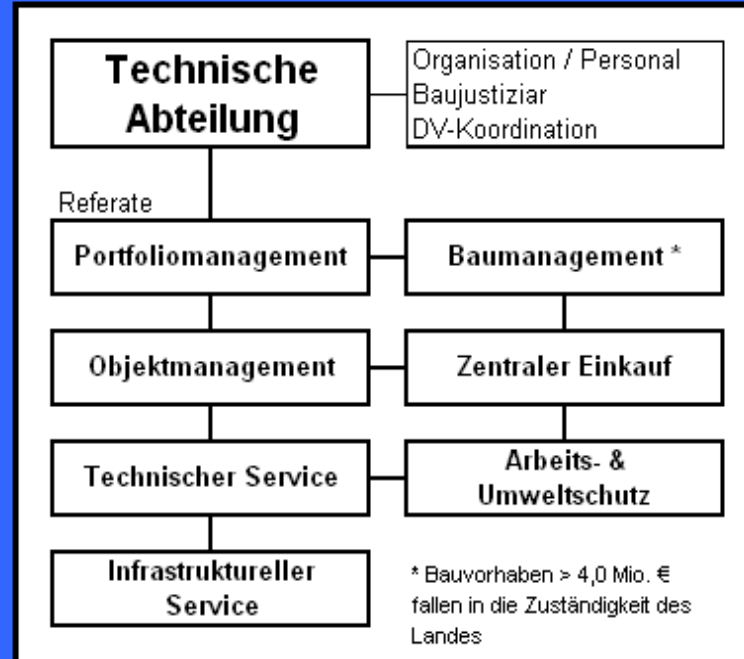 Technische
Abteilung
Organisation / Personal
Baujustiziar
DV-Koordination
Referate
Portfoliomanagement
Baumanagement *
Objektmanagement
Zentraler Einkauf
Technischer Service
Arbeits- &
Umweltschutz
Infrastruktureller
Service
* Bauvorhaben > 4,0 Mio. €
fallen in die Zuständigkeit des
Landes